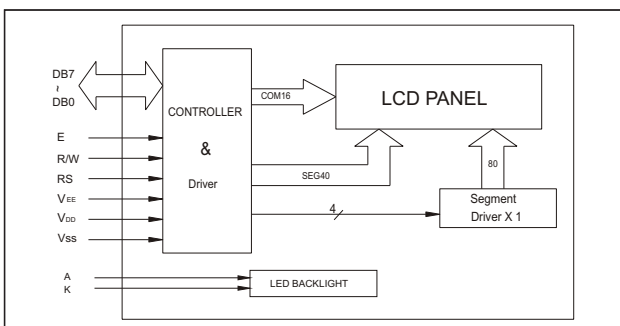 DB7
~
DB0
E
R/W
RS
VEE
VDD
VSS
A
K
CONTROLLER
&
Driver
COM16
SEG40
4
LCD PANEL
80
Segment
Driver X 1
LED BACKLIGHT